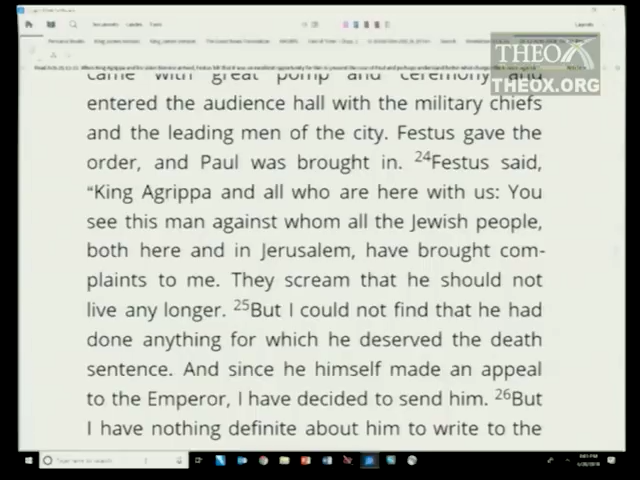 THEOX
THEOX.ORG
came with great pomp and ceremony and
entered the audience hall with the military chiefs
and the leading men of the city. Festus gave the
order, and Paul was brought in. 24Festus said,
“King Agrippa and all who are here with us: You
see this man against whom all the Jewish people,
both here and in Jerusalem, have brought com-
plaints to me. They scream that he should not
live any longer. 25But I could not find that he had
done anything for which he deserved the death
sentence. And since he himself made an appeal
to the Emperor, I have decided to send him. 26But
I have nothing definite about him to write to the